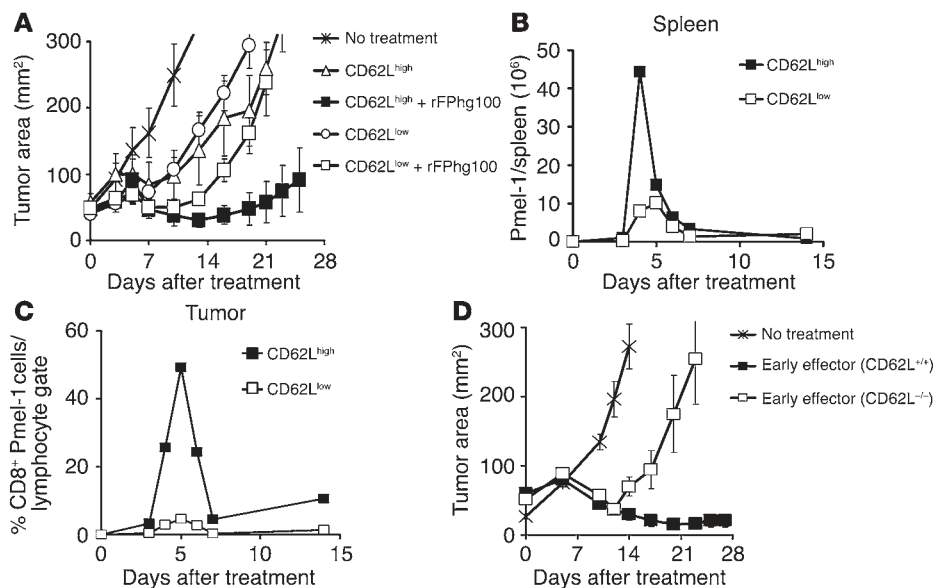 A
Tumor area (mm²)
300
200
100
0
0 7 14 21 28
Days after treatment
No treatment
CD62Lhigh
CD62Lhigh + rFPhg100
CD62Llow
CD62Llow + rFPhg100
B
Spleen
Pmel-1/spleen (10⁶)
50
40
30
20
10
0
0 5 10 15
Days after treatment
CD62Lhigh
CD62Llow
C
Tumor
% CD8⁺ Pmel-1 cells/
lymphocyte gate
60
40
20
0
0 5 10 15
Days after treatment
CD62Lhigh
CD62Llow
D
Tumor area (mm²)
300
200
100
0
0 7 14 21 28
Days after treatment
No treatment
Early effector (CD62L⁺/⁺)
Early effector (CD62L⁻/⁻)